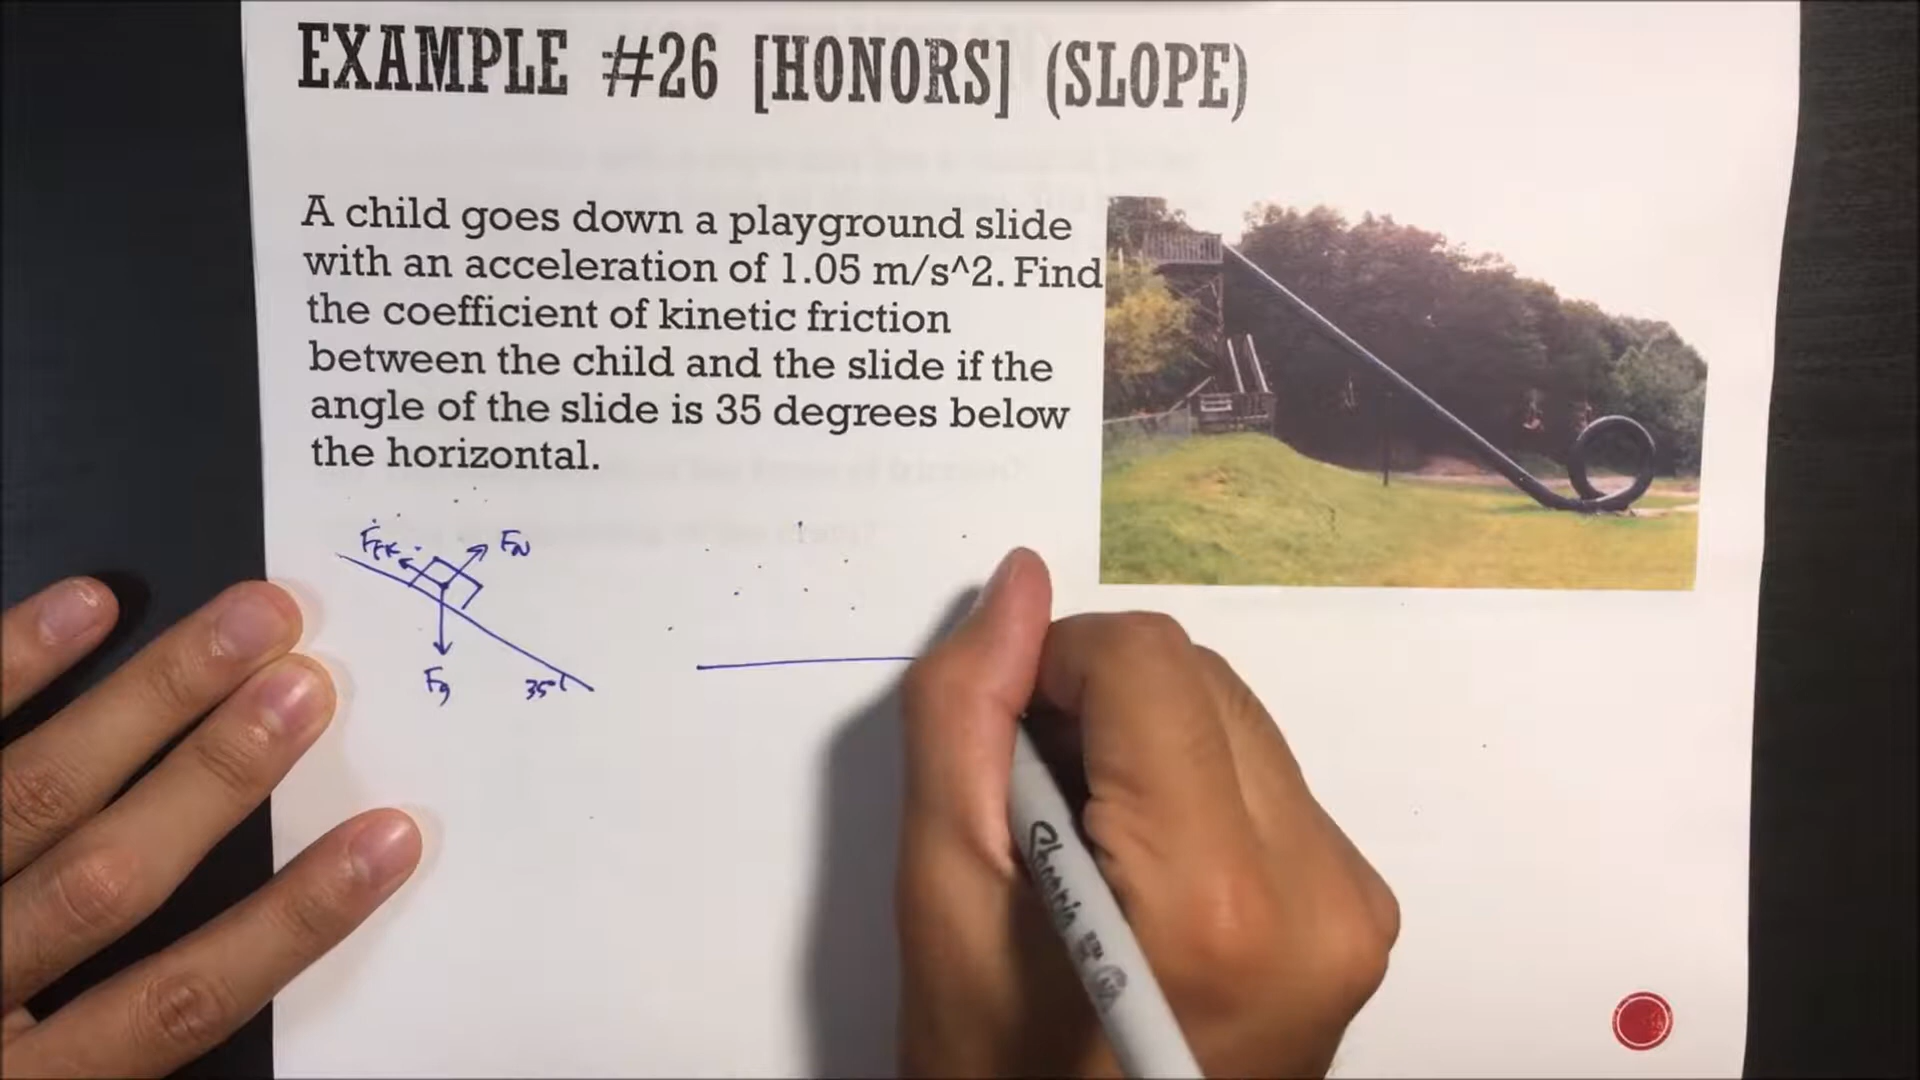 EXAMPLE #26 [HONORS] (SLOPE)
A child goes down a playground slide
with an acceleration of 1.05 m/s^2. Find
the coefficient of kinetic friction
between the child and the slide if the
angle of the slide is 35 degrees below
the horizontal.
FN
Fg
35°
Sharpie